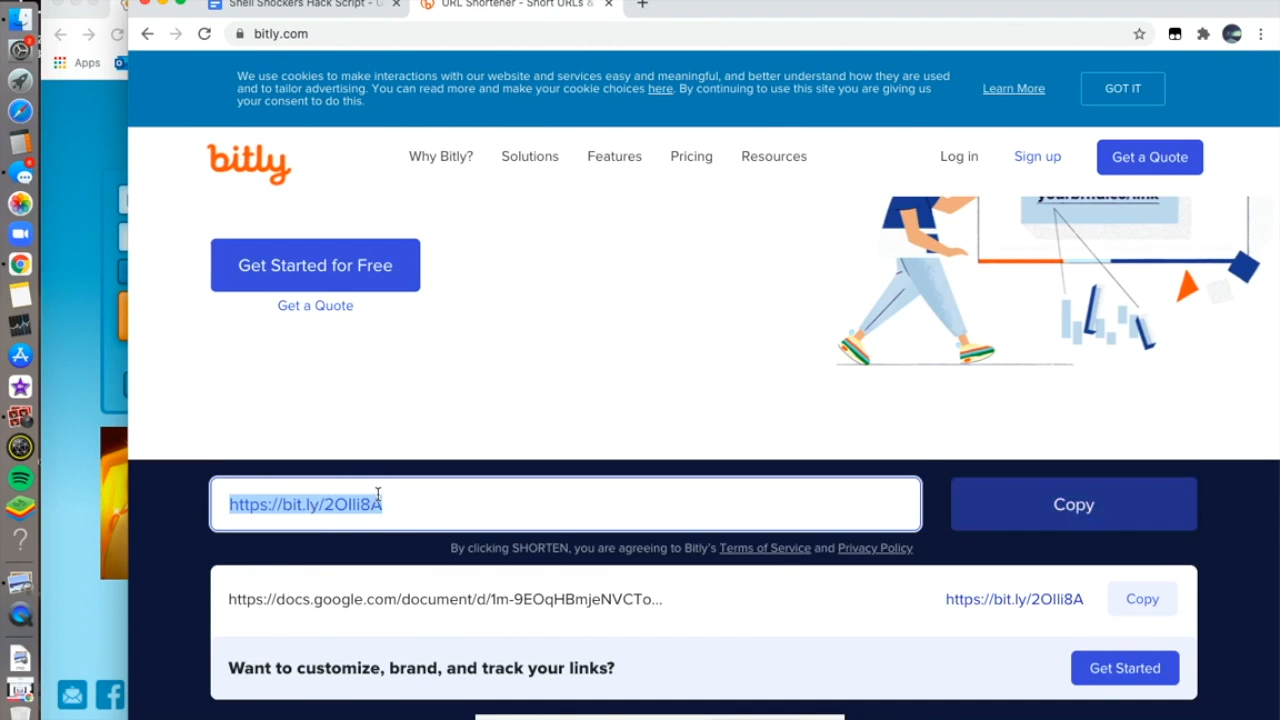 Shell Shockers Hack Script -
URL Shortener - Short URLs &
bitly.com
Apps
We use cookies to make interactions with our website and services easy and meaningful, and better understand how they are used
and to tailor advertising. You can read more and make your cookie choices here. By continuing to use this site you are giving us
your consent to do this.
Learn More
GOT IT
bitly
Why Bitly?
Solutions
Features
Pricing
Resources
Log in
Sign up
Get a Quote
Get Started for Free
Get a Quote
https://bit.ly/2OIli8A
Copy
By clicking SHORTEN, you are agreeing to Bitly's Terms of Service and Privacy Policy
https://docs.google.com/document/d/1m-9EOqHBmjeNVCTo...
https://bit.ly/2OIli8A
Copy
Want to customize, brand, and track your links?
Get Started